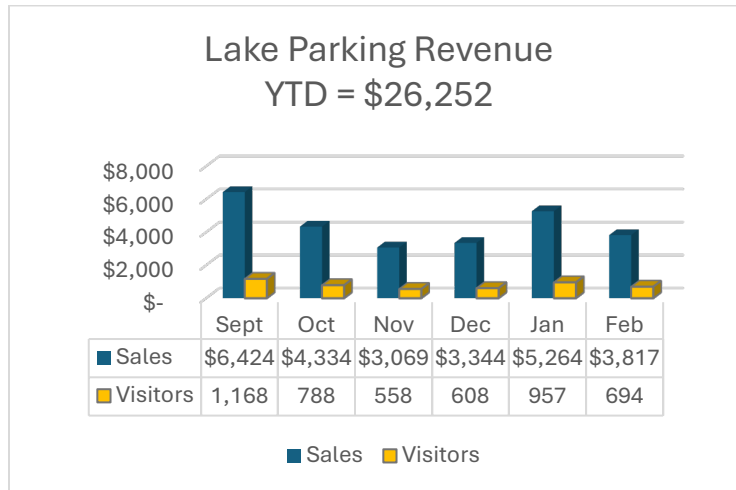 Lake Parking Revenue
YTD = $26,252
$8,000
$6,000
$4,000
$2,000
$-
Sept Oct Nov Dec Jan Feb
Sales $6,424 $4,334 $3,069 $3,344 $5,264 $3,817
Visitors 1,168 788 558 608 957 694
Sales Visitors